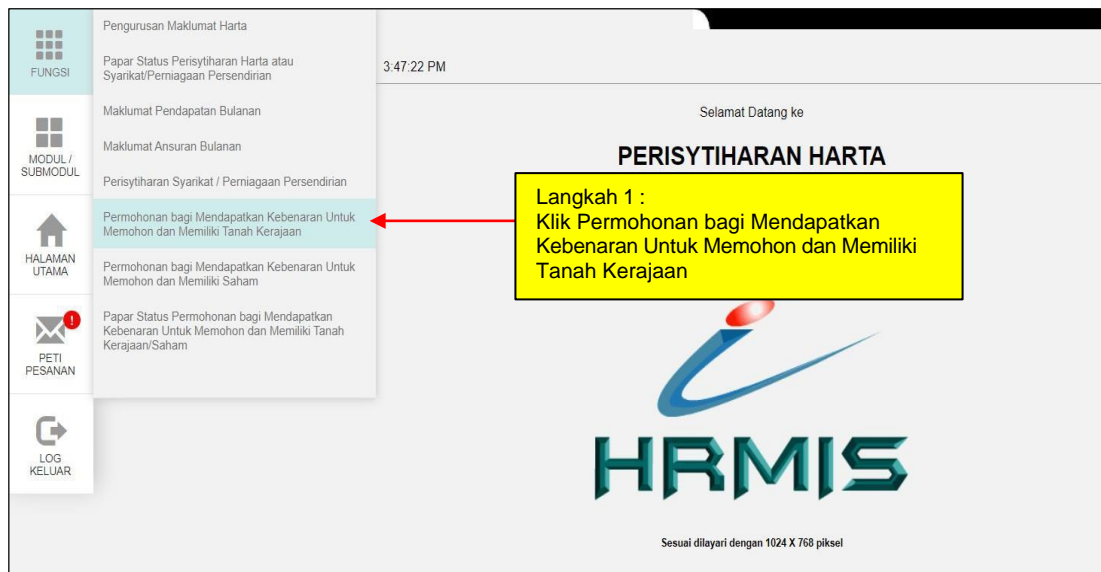 FUNGSI
MODUL /
SUBMODUL
HALAMAN
UTAMA
!
PETI
PESANAN
LOG
KELUAR
Pengurusan Maklumat Harta
Papar Status Perisytiharan Harta atau
Syarikat/Perniagaan Persendirian
Maklumat Pendapatan Bulanan
Maklumat Ansuran Bulanan
Perisytiharan Syarikat / Perniagaan Persendirian
Permohonan bagi Mendapatkan Kebenaran Untuk
Memohon dan Memiliki Tanah Kerajaan
Permohonan bagi Mendapatkan Kebenaran Untuk
Memohon dan Memiliki Saham
Papar Status Permohonan bagi Mendapatkan
Kebenaran Untuk Memohon dan Memiliki Tanah
Kerajaan/Saham
3:47:22 PM
Selamat Datang ke
PERISYTIHARAN HARTA
Langkah 1 :
Klik Permohonan bagi Mendapatkan
Kebenaran Untuk Memohon dan Memiliki
Tanah Kerajaan
HRMIS
Sesuai dilayari dengan 1024 X 768 piksel